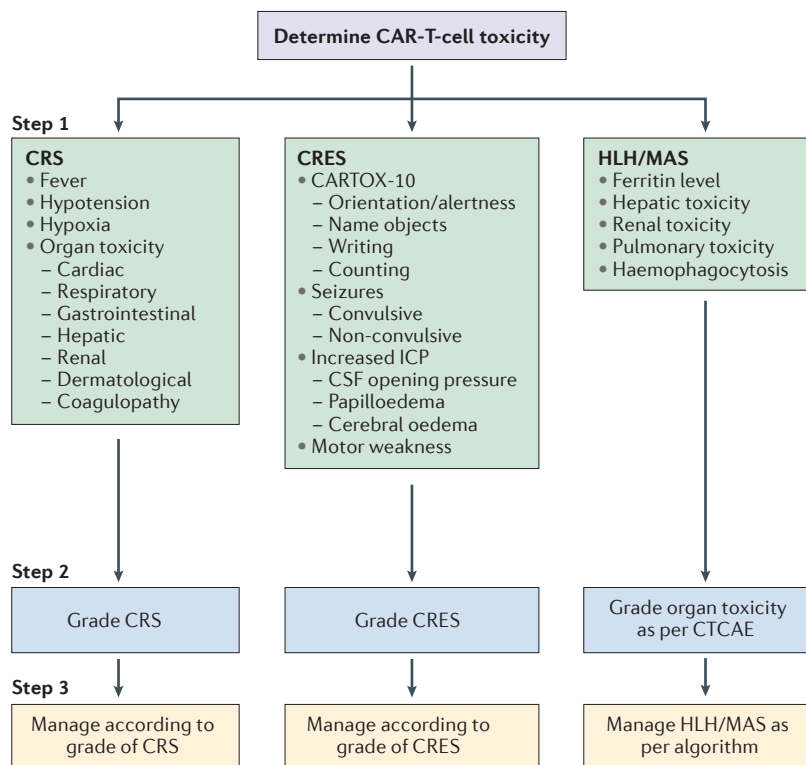 Determine CAR-T-cell toxicity
Step 1
CRS
• Fever
• Hypotension
• Hypoxia
• Organ toxicity
– Cardiac
– Respiratory
– Gastrointestinal
– Hepatic
– Renal
– Dermatological
– Coagulopathy
CRES
• CARTOX-10
– Orientation/alertness
– Name objects
– Writing
– Counting
• Seizures
– Convulsive
– Non-convulsive
• Increased ICP
– CSF opening pressure
– Papilloedema
– Cerebral oedema
• Motor weakness
HLH/MAS
• Ferritin level
• Hepatic toxicity
• Renal toxicity
• Pulmonary toxicity
• Haemophagocytosis
Step 2
Grade CRS
Grade CRES
Grade organ toxicity
as per CTCAE
Step 3
Manage according to
grade of CRS
Manage according to
grade of CRES
Manage HLH/MAS as
per algorithm